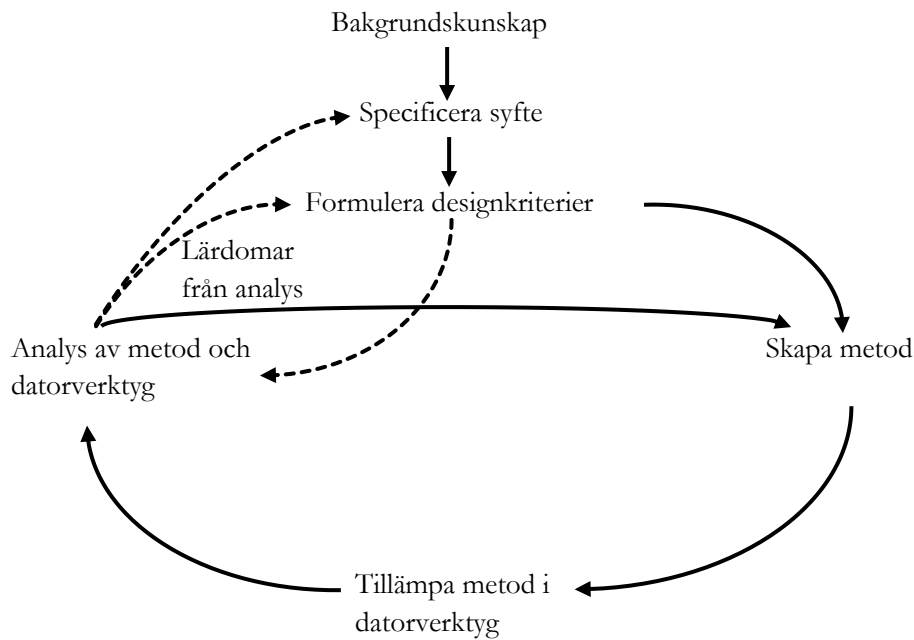 Bakgrundskunskap
Specificera syfte
Formulera designkriterier
Lärdomar
från analys
Analys av metod och
datorverktyg
Skapa metod
Tillämpa metod i
datorverktyg